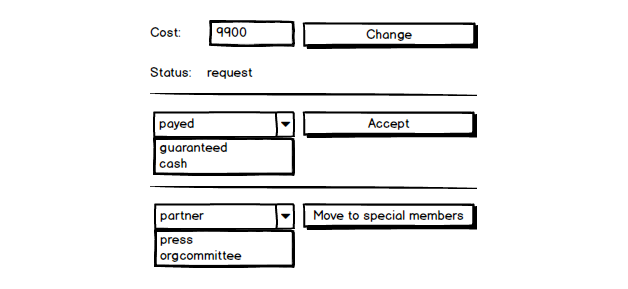 Cost: 9900 Change
Status: request
payed Accept
guaranteed
cash
partner Move to special members
press
orgcommittee